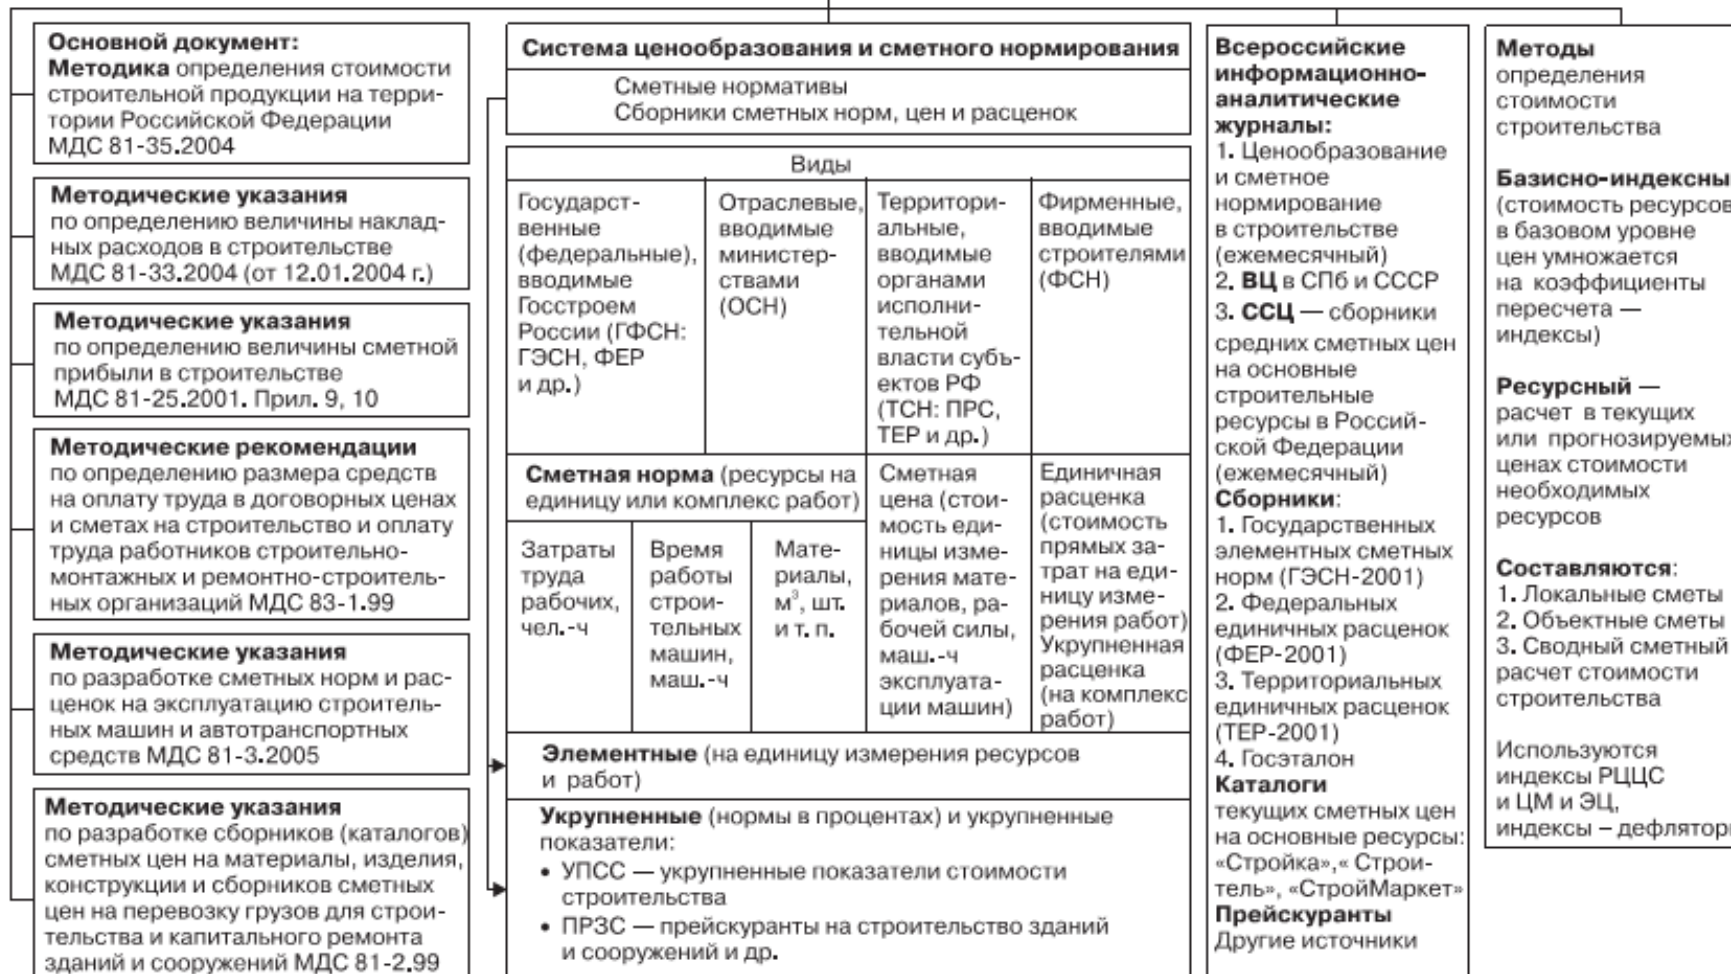 Основной документ:
Методика определения стоимости
строительной продукции на терри-
тории Российской Федерации
МДС 81-35.2004
Методические указания
по определению величины наклад-
ных расходов в строительстве
МДС 81-33.2004 (от 12.01.2004 г.)
Методические указания
по определению величины сметной
прибыли в строительстве
МДС 81-25.2001. Прил. 9, 10
Методические рекомендации
по определению размера средств
на оплату труда в договорных ценах
и сметах на строительство и оплату
труда работников строительно-
монтажных и ремонтно-строитель-
ных организаций МДС 83-1.99
Методические указания
по разработке сметных норм и рас-
ценок на эксплуатацию строитель-
ных машин и автотранспортных
средств МДС 81-3.2005
Методические указания
по разработке сборников (каталогов)
сметных цен на материалы, изделия,
конструкции и сборников сметных
цен на перевозку грузов для строи-
тельства и капитального ремонта
зданий и сооружений МДС 81-2.99
Система ценообразования и сметного нормирования
Сметные нормативы
Сборники сметных норм, цен и расценок
Виды
Государст-
венные
(федеральные),
вводимые
Госстроем
России (ГФСН:
ГЭСН, ФЕР
и др.)
Отраслевые,
вводимые
министер-
ствами
(ОСН)
Территори-
альные,
вводимые
органами
исполни-
тельной
власти субъ-
ектов РФ
(ТСН: ПРС,
ТЕР и др.)
Фирменные,
вводимые
строителями
(ФСН)
Сметная норма (ресурсы на
единицу или комплекс работ)
Затраты
труда
рабочих,
чел.-ч
Время
работы
строи-
тельных
машин,
маш.-ч
Мате-
риалы,
м³, шт.
и т. п.
Сметная
цена (стои-
мость еди-
ницы изме-
рения мате-
риалов, ра-
бочей силы,
маш.-ч
эксплуата-
ции машин)
Единичная
расценка
(стоимость
прямых за-
трат на еди-
ницу изме-
рения работ)
Укрупненная
расценка
(на комплекс
работ)
Элементные (на единицу измерения ресурсов
и работ)
Укрупненные (нормы в процентах) и укрупненные
показатели:
• УПСС — укрупненные показатели стоимости
строительства
• ПРЗС — прейскуранты на строительство зданий
и сооружений и др.
Всероссийские
информационно-
аналитические
журналы:
1. Ценообразование
и сметное
нормирование
в строительстве
(ежемесячный)
2. ВЦ в СПб и СССР
3. ССЦ — сборники
средних сметных цен
на основные
строительные
ресурсы в Россий-
ской Федерации
(ежемесячный)
Сборники:
1. Государственных
элементных сметных
норм (ГЭСН-2001)
2. Федеральных
единичных расценок
(ФЕР-2001)
3. Территориальных
единичных расценок
(ТЕР-2001)
4. Госэталон
Каталоги
текущих сметных цен
на основные ресурсы:
«Стройка»,« Строи-
тель», «СтройМаркет»
Прейскуранты
Другие источники
Методы
определения
стоимости
строительства
Базисно-индексны
(стоимость ресурсов
в базовом уровне
цен умножается
на коэффициенты
пересчета —
индексы)
Ресурсный —
расчет в текущих
или прогнозируемых
ценах стоимости
необходимых
ресурсов
Составляются:
1. Локальные сметы
2. Объектные сметы
3. Сводный сметный
расчет стоимости
строительства
Используются
индексы РЦЦС
и ЦМ и ЭЦ,
индексы – дефлятор